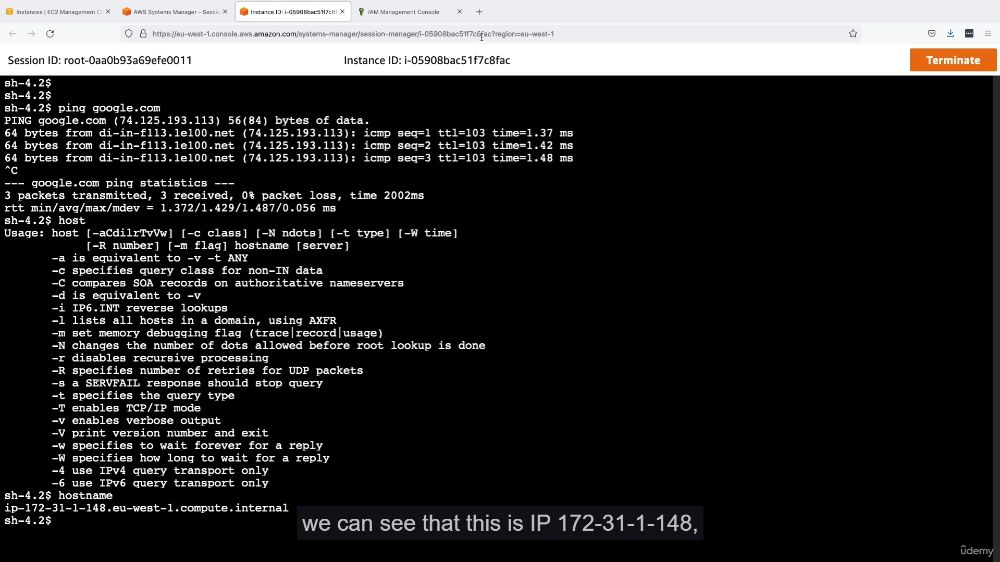 Instances | EC2 Management Co
AWS Systems Manager - Sessio
Instance ID: i-05908bac51f7c8f
IAM Management Console
https://eu-west-1.console.aws.amazon.com/systems-manager/session-manager/i-05908bac51f7c8fac?region=eu-west-1
Session ID: root-0aa0b93a69efe0011
Instance ID: i-05908bac51f7c8fac
Terminate
sh-4.2$
sh-4.2$
sh-4.2$ ping google.com
PING google.com (74.125.193.113) 56(84) bytes of data.
64 bytes from di-in-f113.1e100.net (74.125.193.113): icmp seq=1 ttl=103 time=1.37 ms
64 bytes from di-in-f113.1e100.net (74.125.193.113): icmp seq=2 ttl=103 time=1.42 ms
64 bytes from di-in-f113.1e100.net (74.125.193.113): icmp seq=3 ttl=103 time=1.48 ms
^C
--- google.com ping statistics ---
3 packets transmitted, 3 received, 0% packet loss, time 2002ms
rtt min/avg/max/mdev = 1.372/1.429/1.487/0.056 ms
sh-4.2$ host
Usage: host [-aCdilrTvVw] [-c class] [-N ndots] [-t type] [-W time]
[-R number] [-m flag] hostname [server]
-a is equivalent to -v -t ANY
-c specifies query class for non-IN data
-C compares SOA records on authoritative nameservers
-d is equivalent to -v
-i IP6.INT reverse lookups
-l lists all hosts in a domain, using AXFR
-m set memory debugging flag (trace|record|usage)
-N changes the number of dots allowed before root lookup is done
-r disables recursive processing
-R specifies number of retries for UDP packets
-s a SERVFAIL response should stop query
-t specifies the query type
-T enables TCP/IP mode
-v enables verbose output
-V print version number and exit
-w specifies to wait forever for a reply
-W specifies how long to wait for a reply
-4 use IPv4 query transport only
-6 use IPv6 query transport only
sh-4.2$ hostname
ip-172-31-1-148.eu-west-1.compute.internal
sh-4.2$
we can see that this is IP 172-31-1-148,
ûdemy